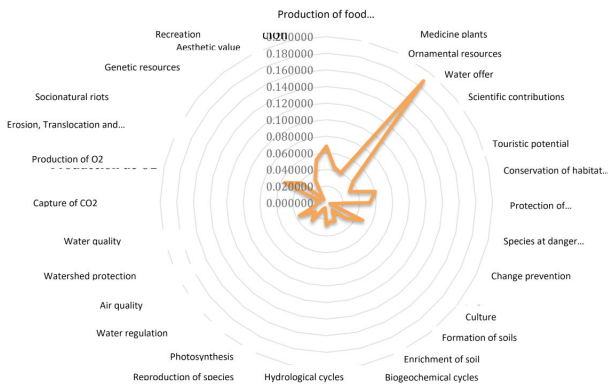 Production of food...
Medicine plants
Ornamental resources
Water offer
Scientific contributions
Touristic potential
Conservation of habitat...
Protection of...
Species at danger...
Change prevention
Culture
Formation of soils
Enrichment of soil
Biogeochemical cycles
Hydrological cycles
Reproduction of species
Photosynthesis
Water regulation
Air quality
Watershed protection
Water quality
Capture of CO2
Production of O2
Erosion, Translocation and...
Socionatural riots
Genetic resources
Aesthetic value
Recreation
0.200000
0.180000
0.160000
0.140000
0.120000
0.100000
0.080000
0.060000
0.040000
0.020000
0.000000